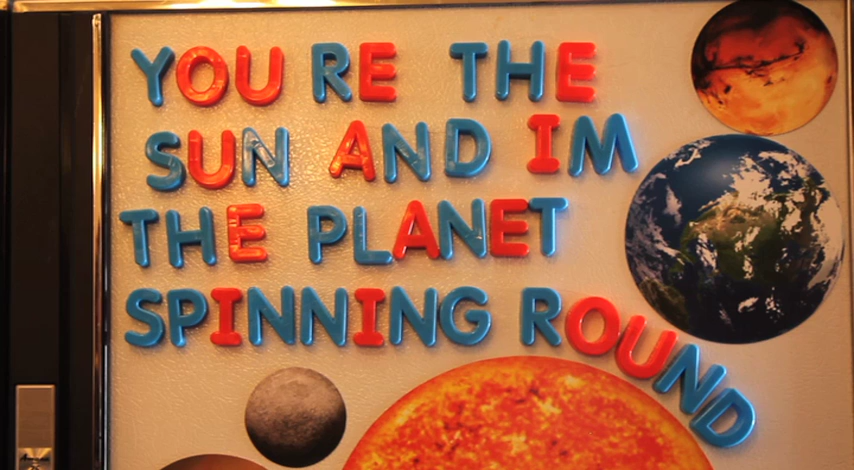 YOU RE THE
SUN AND IM
THE PLANET
SPINNING ROUND